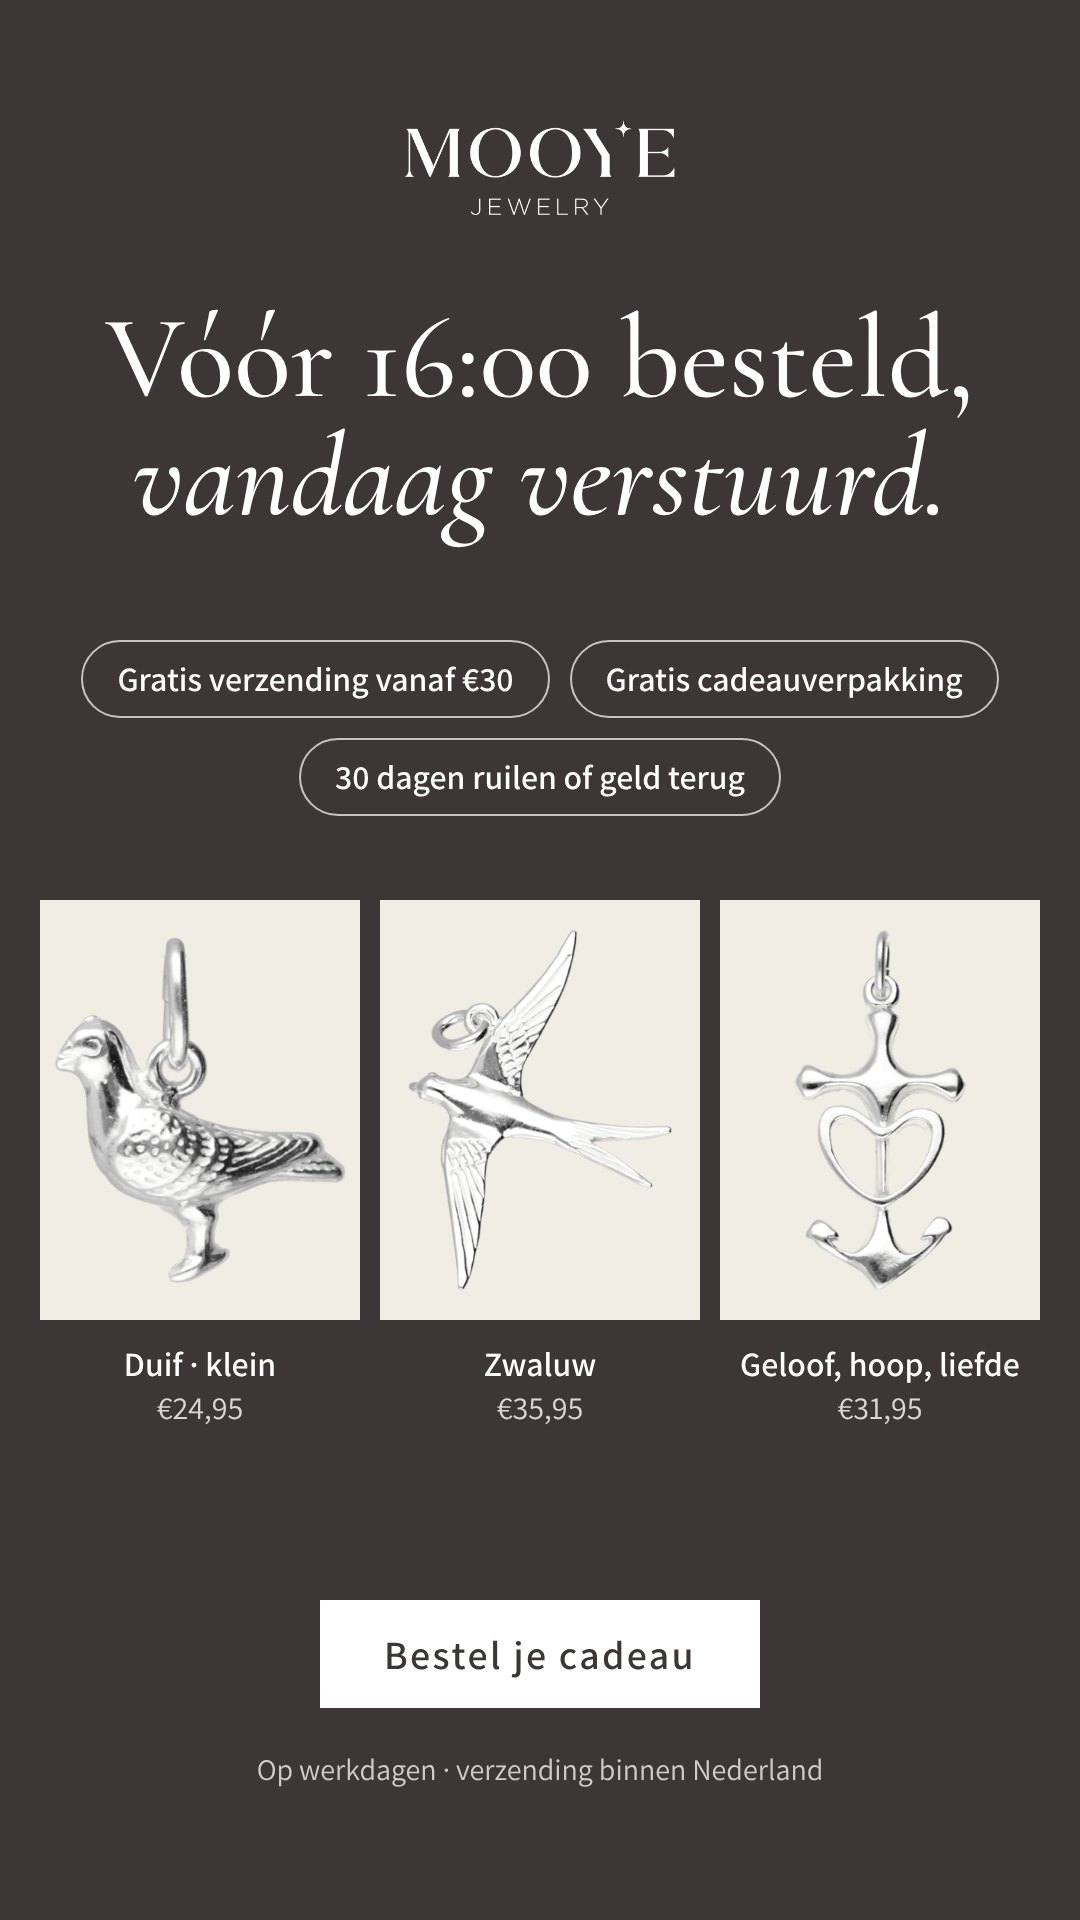 MOOYE
JEWELRY
Vóór 16:00 besteld,
vandaag verstuurd.
Gratis verzending vanaf €30
Gratis cadeauverpakking
30 dagen ruilen of geld terug
Duif · klein
€24,95
Zwaluw
€35,95
Geloof, hoop, liefde
€31,95
Bestel je cadeau
Op werkdagen · verzending binnen Nederland